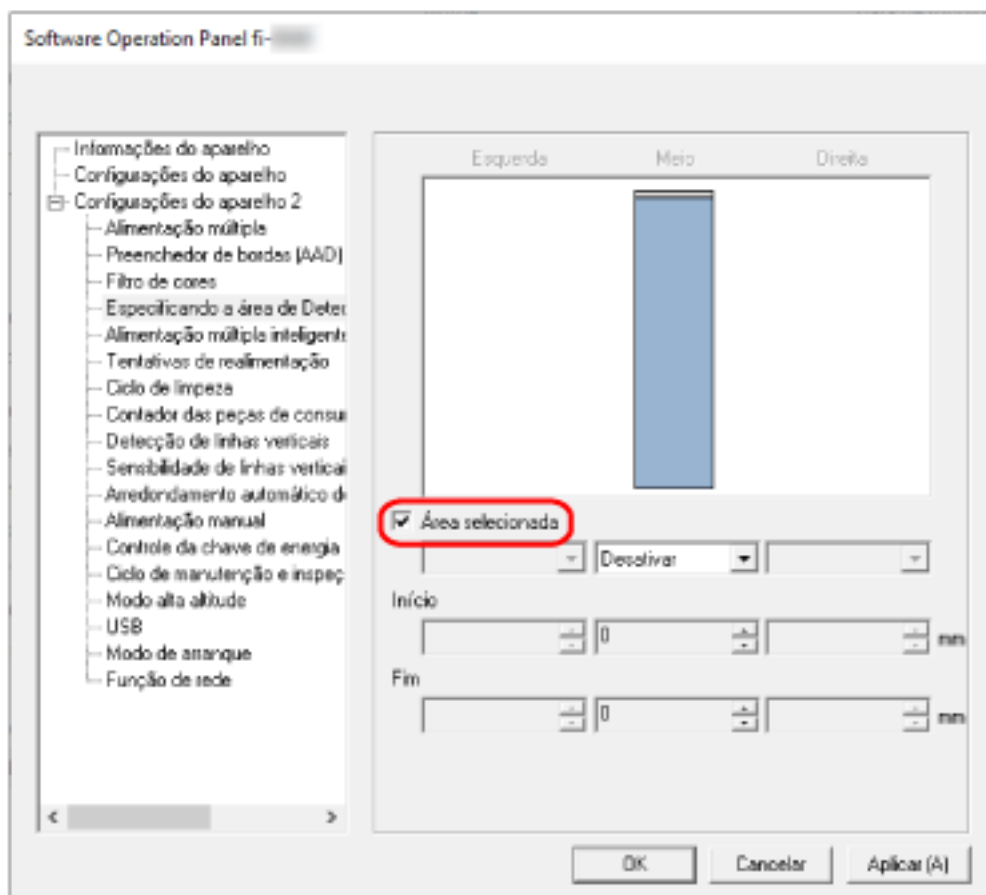 Software Operation Panel fi-
Informações do aparelho
Configurações do aparelho
Configurações do aparelho 2
Alimentação múltipla
Preenchedor de bordas (AAD)
Filtro de cores
Especificando a área de Detec
Alimentação múltipla inteligente
Tentativas de realimentação
Ciclo de limpeza
Contador das peças de consu
Detecção de linhas verticais
Sensibilidade de linhas verticai
Arredondamento automático de
Alimentação manual
Controle da chave de energia
Ciclo de manutenção e inspeç
Modo alta altitude
USB
Modo de arranque
Função de rede
Esquerda Meio Direita
Área selecionada
Desativar
Início
0 mm
Fim
0 mm
OK Cancelar Aplicar (A)